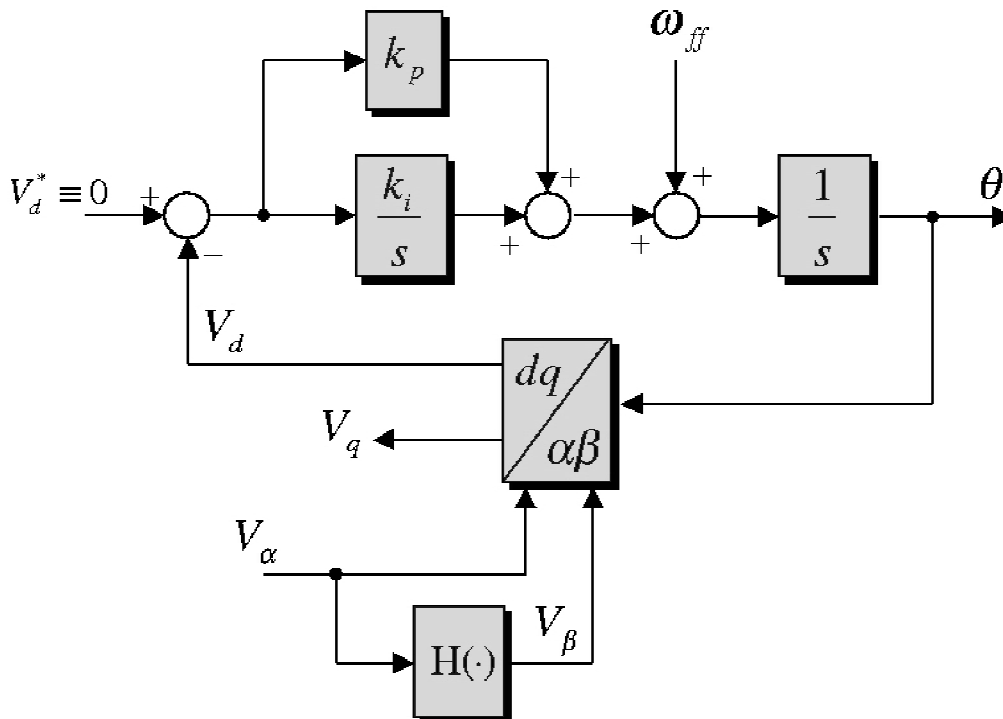 ω_ff
k_p
V_d^* ≡ 0
+
−
k_i
s
+
+
+
+
1
s
θ
V_d
dq
αβ
V_q
V_α
H(·)
V_β